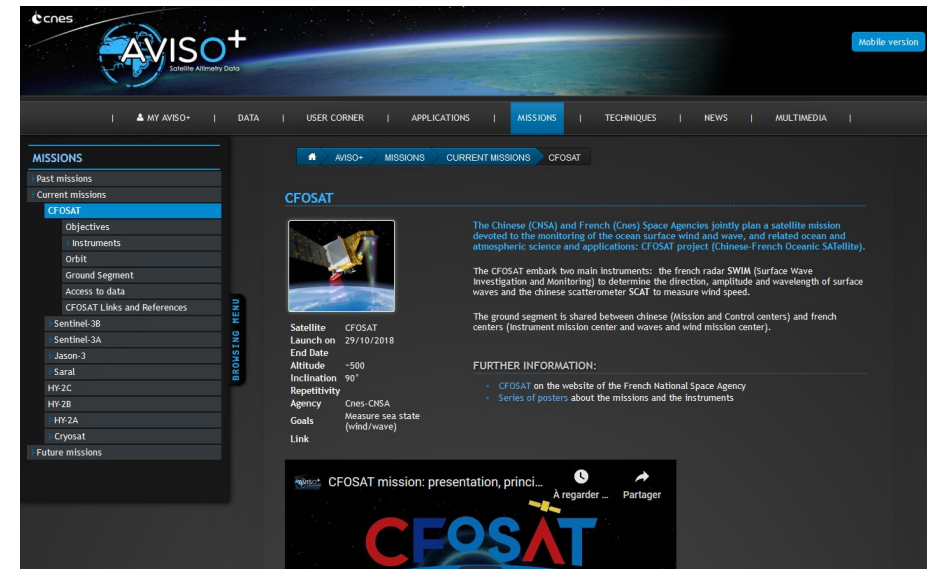 cnes
AVISO+
Satellite Altimetry Data
Mobile version
| MY AVISO+ | DATA | USER CORNER | APPLICATIONS | MISSIONS | TECHNIQUES | NEWS | MULTIMEDIA |
MISSIONS
Past missions
Current missions
CFOSAT
Objectives
Instruments
Orbit
Ground Segment
Access to data
CFOSAT Links and References
Sentinel-3B
Sentinel-3A
Jason-3
Saral
HY-2C
HY-2B
HY-2A
Cryosat
Future missions
BROWSING MENU
AVISO+ MISSIONS CURRENT MISSIONS CFOSAT
CFOSAT
Satellite CFOSAT
Launch on 29/10/2018
End Date
Altitude ~500
Inclination 90°
Repetitivity
Agency Cnes-CNSA
Goals Measure sea state
(wind/wave)
Link
The Chinese (CNSA) and French (Cnes) Space Agencies jointly plan a satellite mission
devoted to the monitoring of the ocean surface wind and wave, and related ocean and
atmospheric science and applications: CFOSAT project (Chinese-French Oceanic SATellite).
The CFOSAT embark two main instruments: the french radar SWIM (Surface Wave
Investigation and Monitoring) to determine the direction, amplitude and wavelength of surface
waves and the chinese scatterometer SCAT to measure wind speed.
The ground segment is shared between chinese (Mission and Control centers) and french
centers (Instrument mission center and waves and wind mission center).
FURTHER INFORMATION:
CFOSAT on the website of the French National Space Agency
Series of posters about the missions and the instruments
AVISO+ CFOSAT mission: presentation, princi...
À regarder ... Partager
CFOSAT